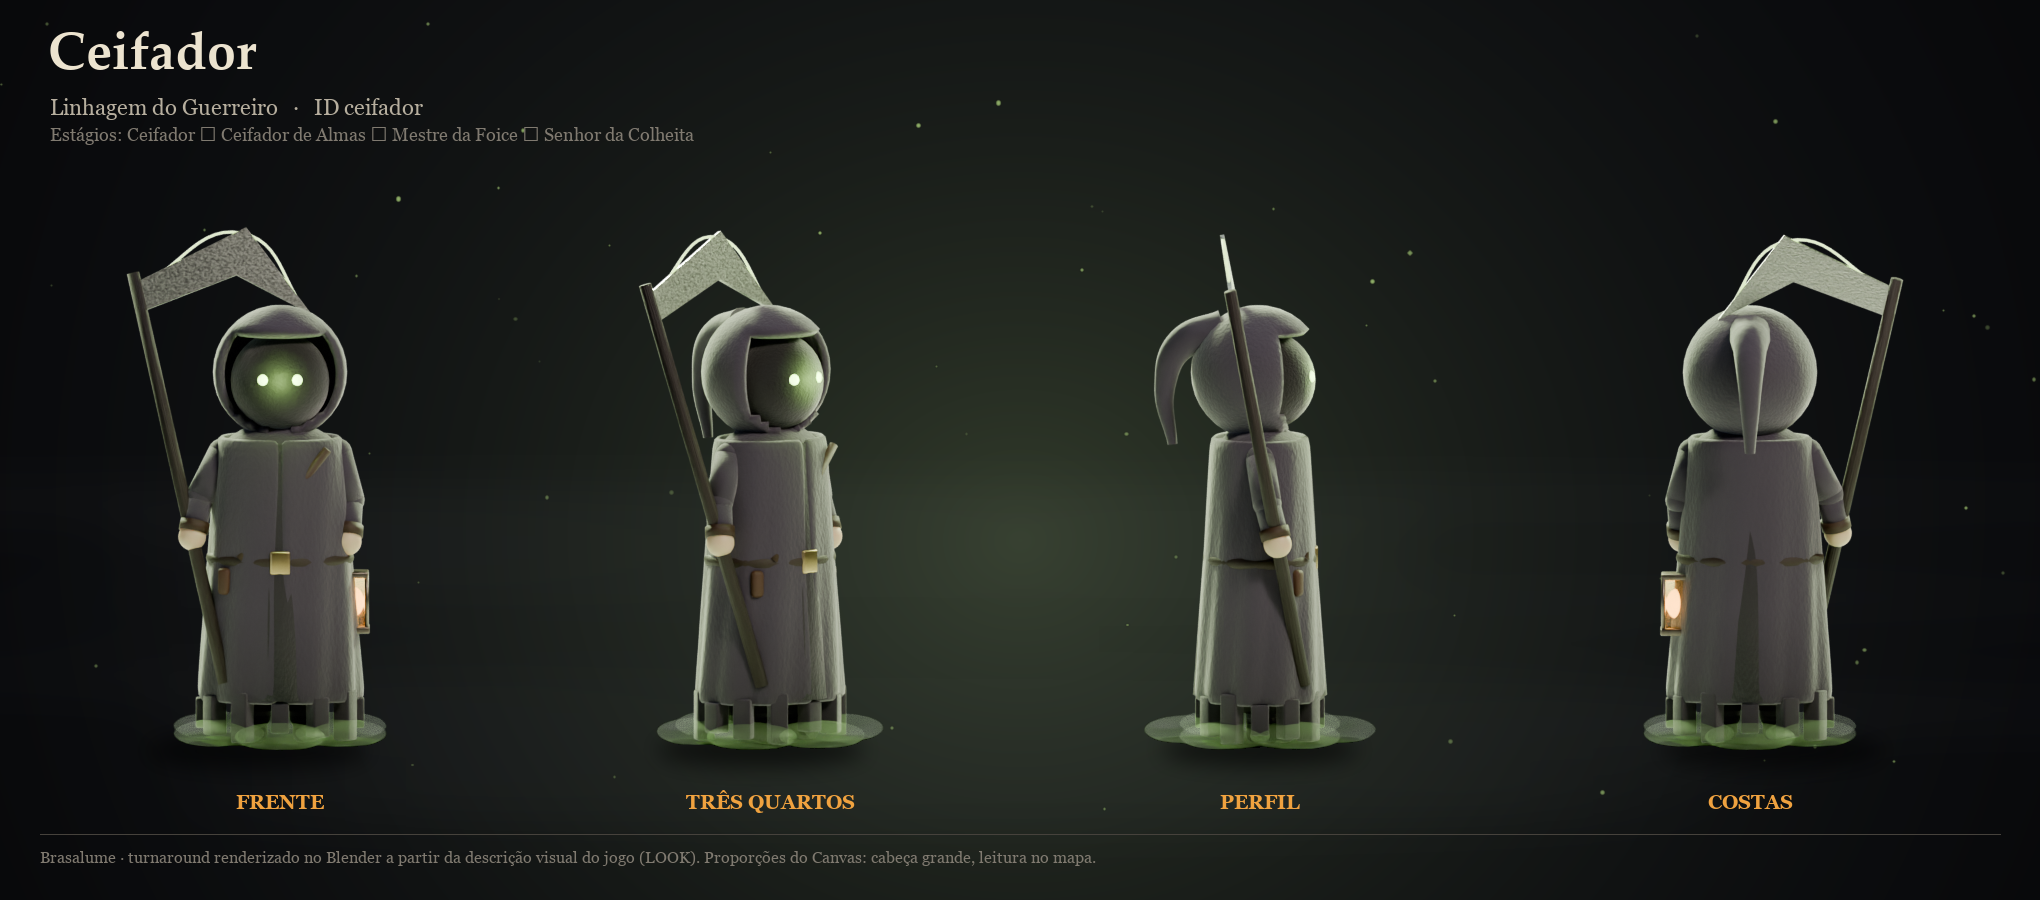 Ceifador
Linhagem do Guerreiro · ID ceifador
Estágios: Ceifador □ Ceifador de Almas □ Mestre da Foice □ Senhor da Colheita
FRENTE
TRÊS QUARTOS
PERFIL
COSTAS
Brasalume · turnaround renderizado no Blender a partir da descrição visual do jogo (LOOK). Proporções do Canvas: cabeça grande, leitura no mapa.